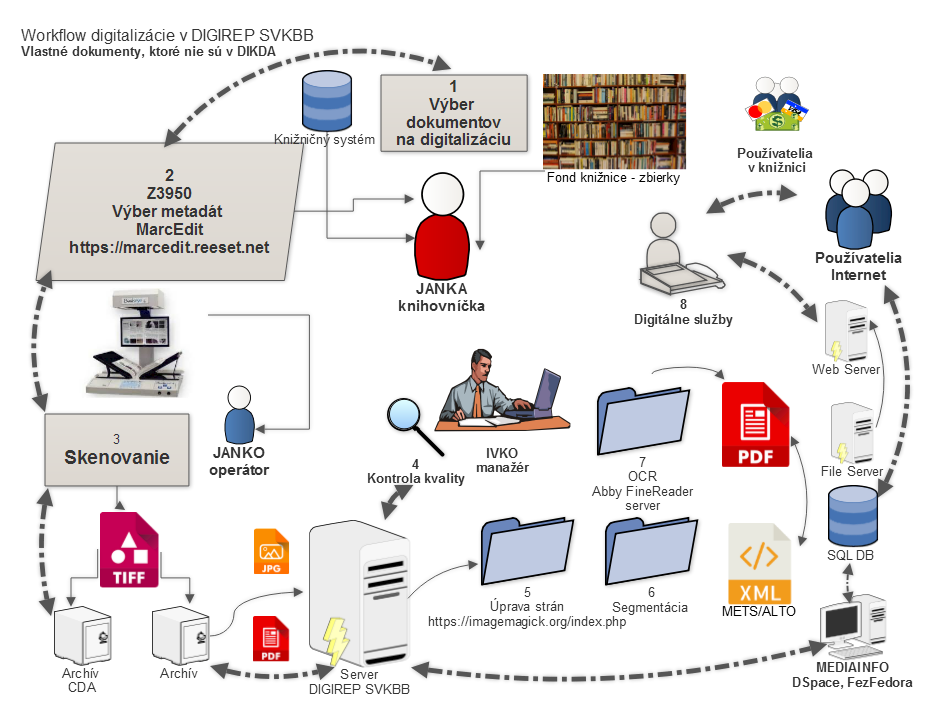 Workflow digitalizácie v DIGIREP SVKBB
Vlastné dokumenty, ktoré nie sú v DIKDA
1
Výber
dokumentov
na digitalizáciu
Knižničný systém
Fond knižnice - zbierky
Používatelia
v knižnici
2
Z3950
Výber metadát
MarcEdit
https://marcedit.reeset.net
JANKA
knihovníčka
8
Digitálne služby
Používatelia
Internet
Web Server
File Server
3
Skenovanie
JANKO
operátor
4
Kontrola kvality
IVKO
manažér
7
OCR
Abby FineReader
server
PDF
SQL DB
TIFF
JPG
PDF
5
Úprava strán
https://imagemagick.org/index.php
6
Segmentácia
XML
METS/ALTO
Archív
CDA
Archív
Server
DIGIREP SVKBB
MEDIAINFO
DSpace, FezFedora